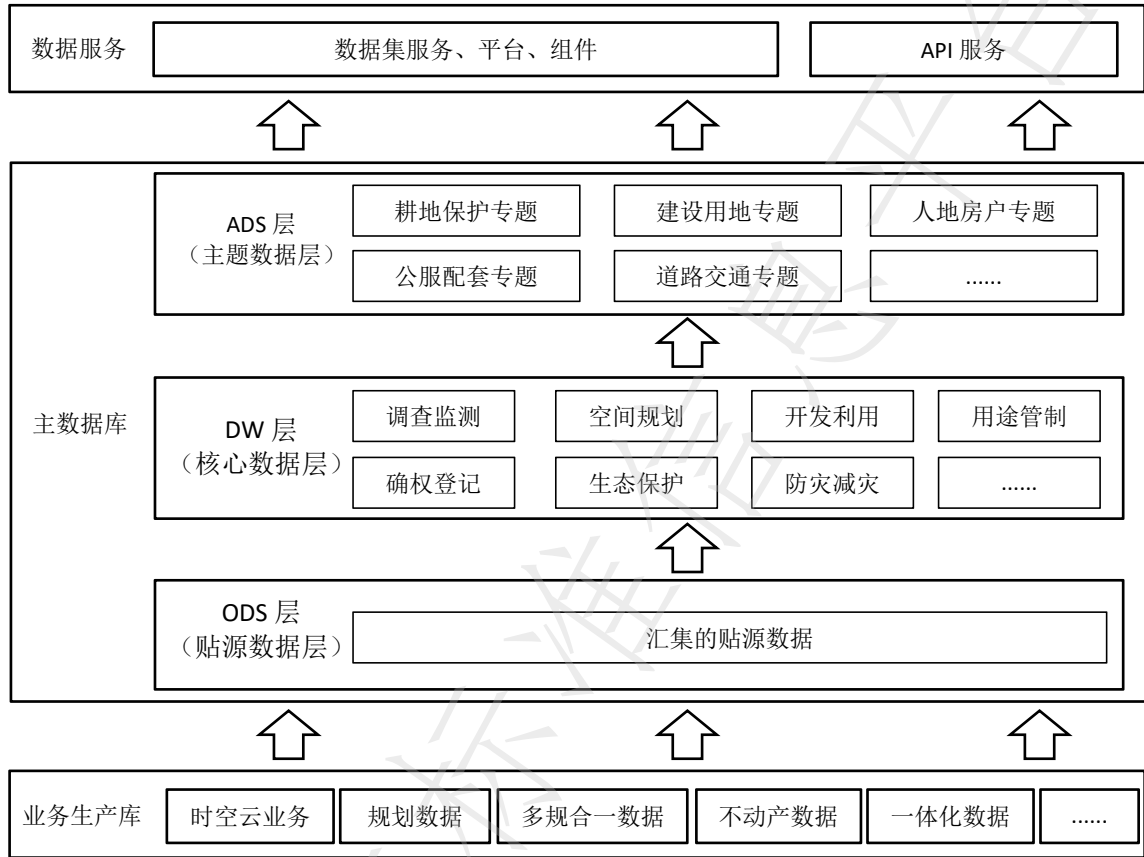 数据服务
数据集服务、平台、组件
API 服务
主数据库
ADS 层
（主题数据层）
耕地保护专题
建设用地专题
人地房户专题
公服配套专题
道路交通专题
......
DW 层
（核心数据层）
调查监测
空间规划
开发利用
用途管制
确权登记
生态保护
防灾减灾
......
ODS 层
（贴源数据层）
汇集的贴源数据
业务生产库
时空云业务
规划数据
多规合一数据
不动产数据
一体化数据
......
标准信息平台